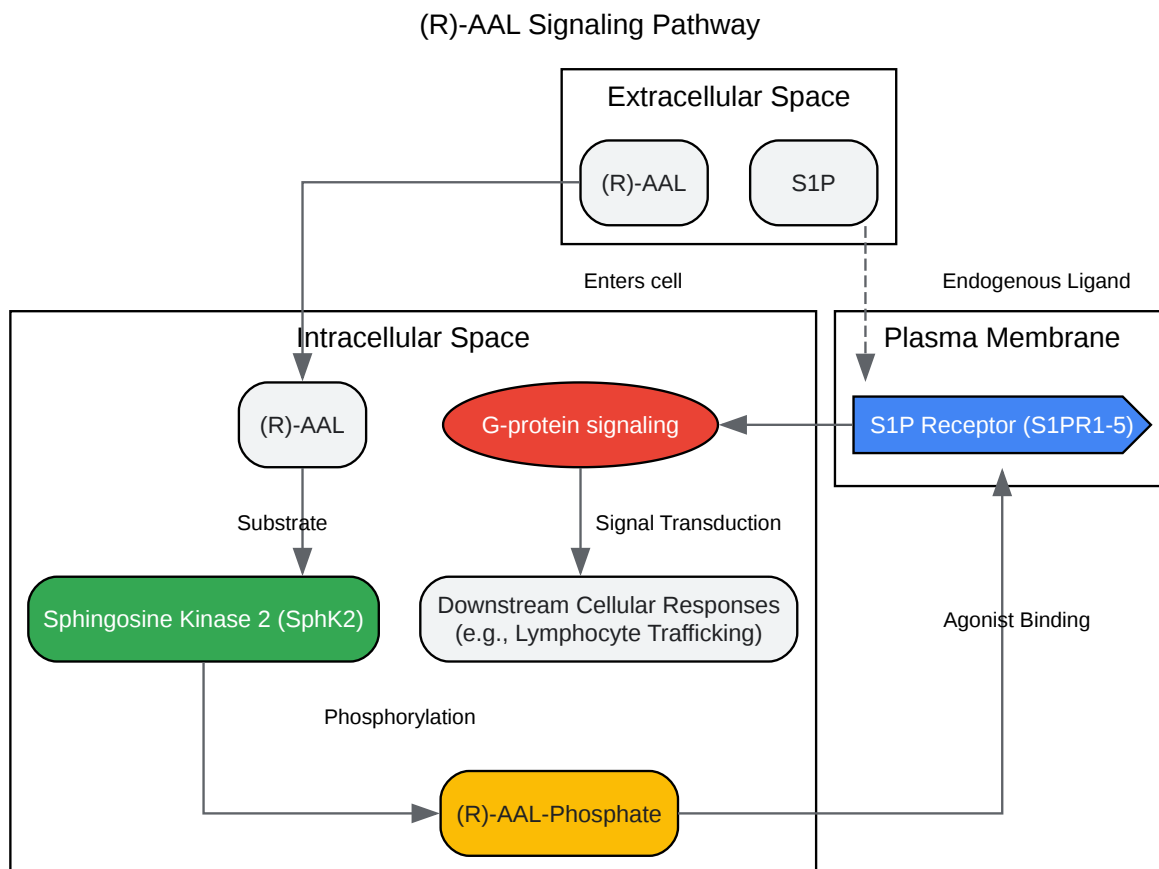 (R)-AAL Signaling Pathway
Extracellular Space
(R)-AAL
S1P
Enters cell
Endogenous Ligand
Intracellular Space
Plasma Membrane
(R)-AAL
G-protein signaling
S1P Receptor (S1PR1-5)
Substrate
Signal Transduction
Sphingosine Kinase 2 (SphK2)
Downstream Cellular Responses
(e.g., Lymphocyte Trafficking)
Agonist Binding
Phosphorylation
(R)-AAL-Phosphate